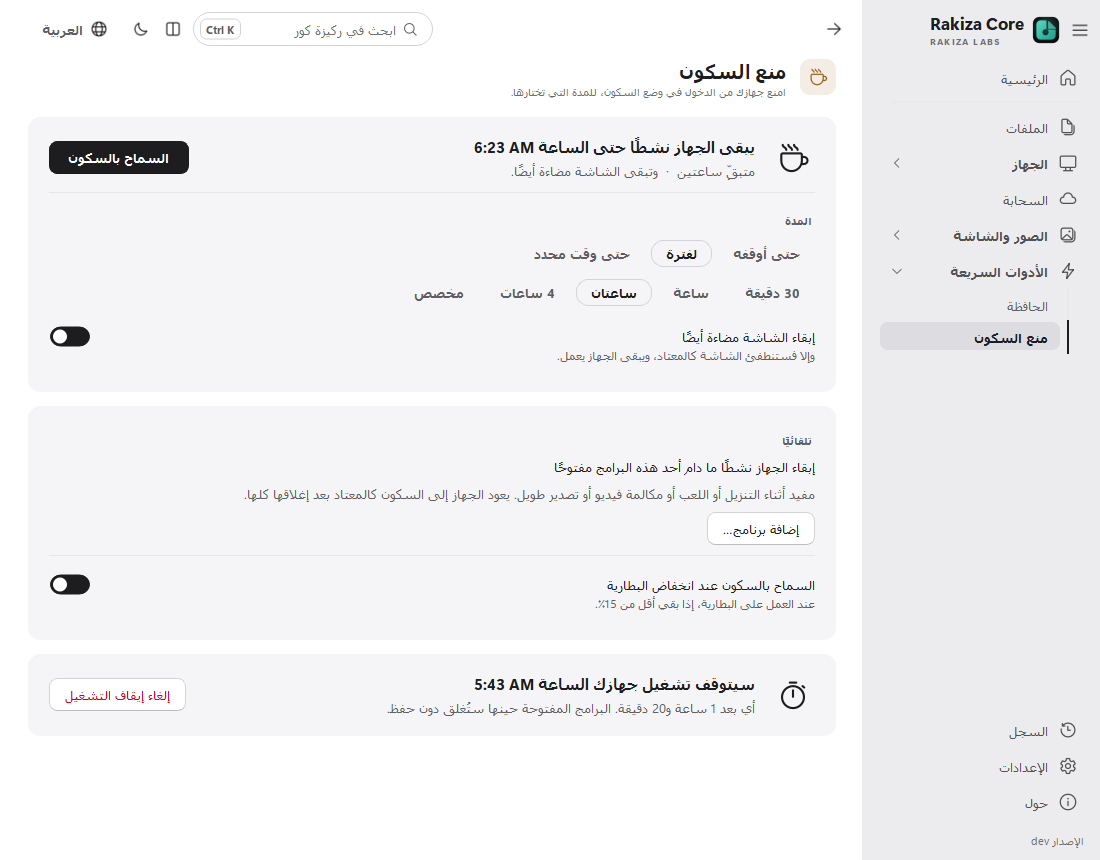 Rakiza Core
RAKIZA LABS
الرئيسية
الملفات
الجهاز
السحابة
الصور والشاشة
الأدوات السريعة
الحافظة
منع السكون
السجل
الإعدادات
حول
الإصدار dev
ابحث في ركيزة كور
Ctrl K
العربية
منع السكون
امنع جهازك من الدخول في وضع السكون، للمدة التي تختارها.
يبقى الجهاز نشطًا حتى الساعة 6:23 AM
متبقٍّ ساعتين · وتبقى الشاشة مضاءة أيضًا.
السماح بالسكون
المدة
حتى أوقفه لفترة حتى وقت محدد
30 دقيقة ساعة ساعتان 4 ساعات مخصص
إبقاء الشاشة مضاءة أيضًا
وإلا فستنطفئ الشاشة كالمعتاد، ويبقى الجهاز يعمل.
تلقائيًا
إبقاء الجهاز نشطًا ما دام أحد هذه البرامج مفتوحًا
مفيد أثناء التنزيل أو اللعب أو مكالمة فيديو أو تصدير طويل. يعود الجهاز إلى السكون كالمعتاد بعد إغلاقها كلها.
إضافة برنامج...
السماح بالسكون عند انخفاض البطارية
عند العمل على البطارية، إذا بقي أقل من 15٪.
سيتوقف تشغيل جهازك الساعة 5:43 AM
أي بعد 1 ساعة و20 دقيقة. البرامج المفتوحة حينها ستُغلق دون حفظ.
إلغاء إيقاف التشغيل